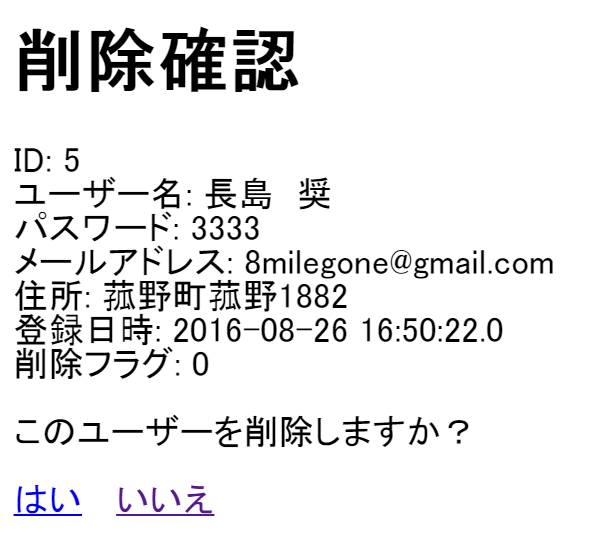 削除確認
ID: 5
ユーザー名: 長島　奨
パスワード: 3333
メールアドレス: 8milegone@gmail.com
住所: 菰野町菰野1882
登録日時: 2016-08-26 16:50:22.0
削除フラグ: 0
このユーザーを削除しますか？
はい　いいえ